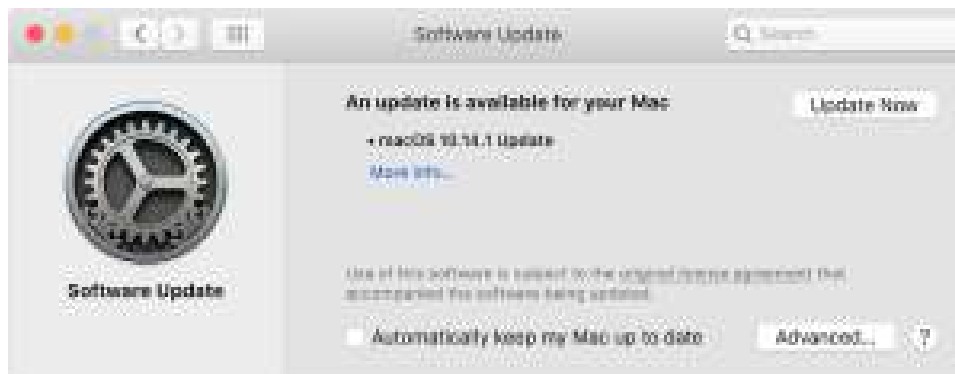 Software Update
Search
An update is available for your Mac
Update Now
• macOS 10.14.1 Update
More info...
Software Update
Use of this software is subject to the original license agreement that
accompanied the software being updated.
Automatically keep my Mac up to date
Advanced...
?